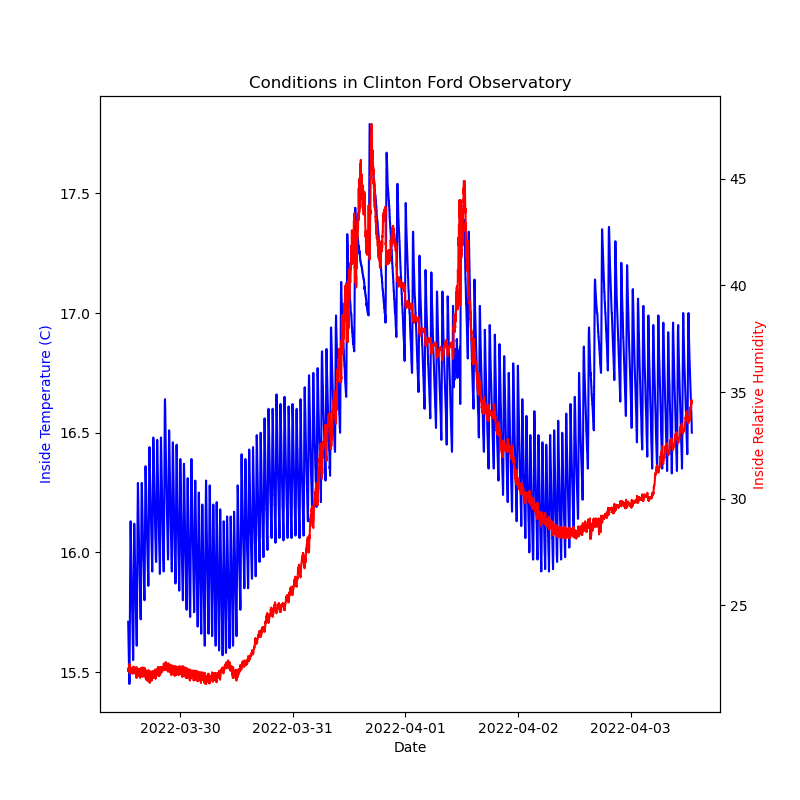 Conditions in Clinton Ford Observatory
17.5
17.0
16.5
16.0
15.5
Inside Temperature (C)
45
40
35
30
25
Inside Relative Humidity
2022-03-30 2022-03-31 2022-04-01 2022-04-02 2022-04-03
Date